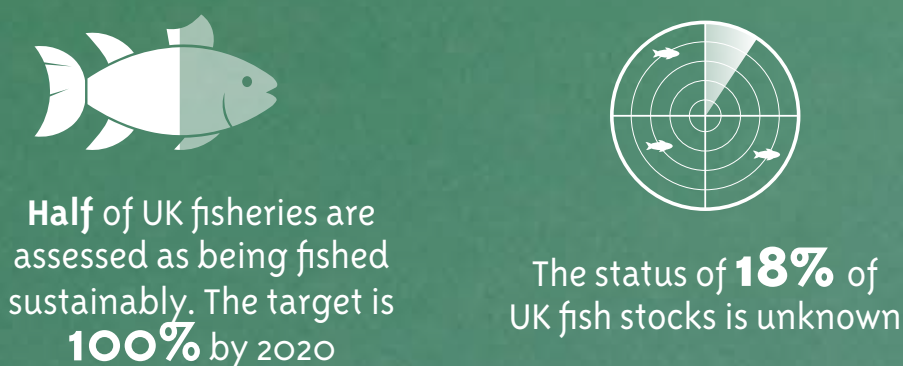 Half of UK fisheries are
assessed as being fished
sustainably. The target is
100% by 2020
The status of 18% of
UK fish stocks is unknown